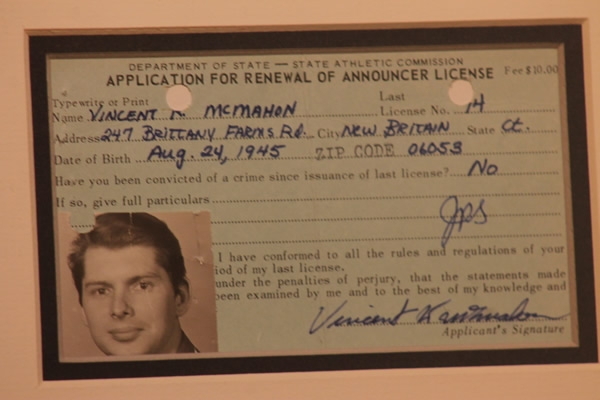 DEPARTMENT OF STATE — STATE ATHLETIC COMMISSION
APPLICATION FOR RENEWAL OF ANNOUNCER LICENSE Fee $10.00
Typewrite or Print
Name VINCENT K. MCMAHON Last License No. 14
Address 247 BRITTANY FARMS Rd. City NEW BRITAIN State Ct.
Date of Birth Aug. 24, 1945 ZIP CODE 06053
Have you been convicted of a crime since issuance of last license? No
If so, give full particulars
JPS
I have conformed to all the rules and regulations of your
iod of my last license.
under the penalties of perjury, that the statements made
been examined by me and to the best of my knowledge and
Vincent K. McMahon
Applicant's Signature